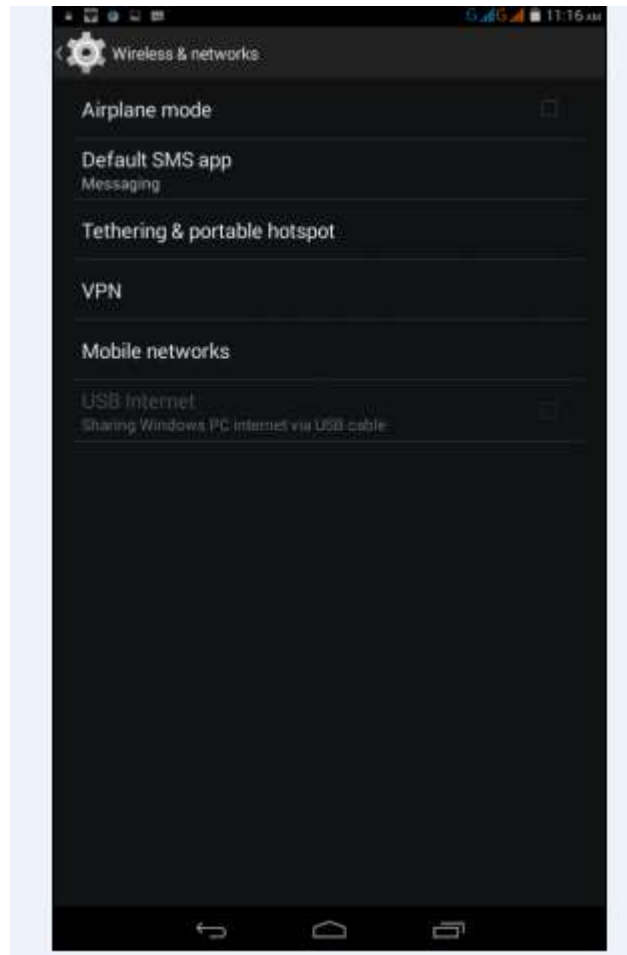 G G 11:16 AM
Wireless & networks
Airplane mode
Default SMS app
Messaging
Tethering & portable hotspot
VPN
Mobile networks
USB Internet
Sharing Windows PC internet via USB cable